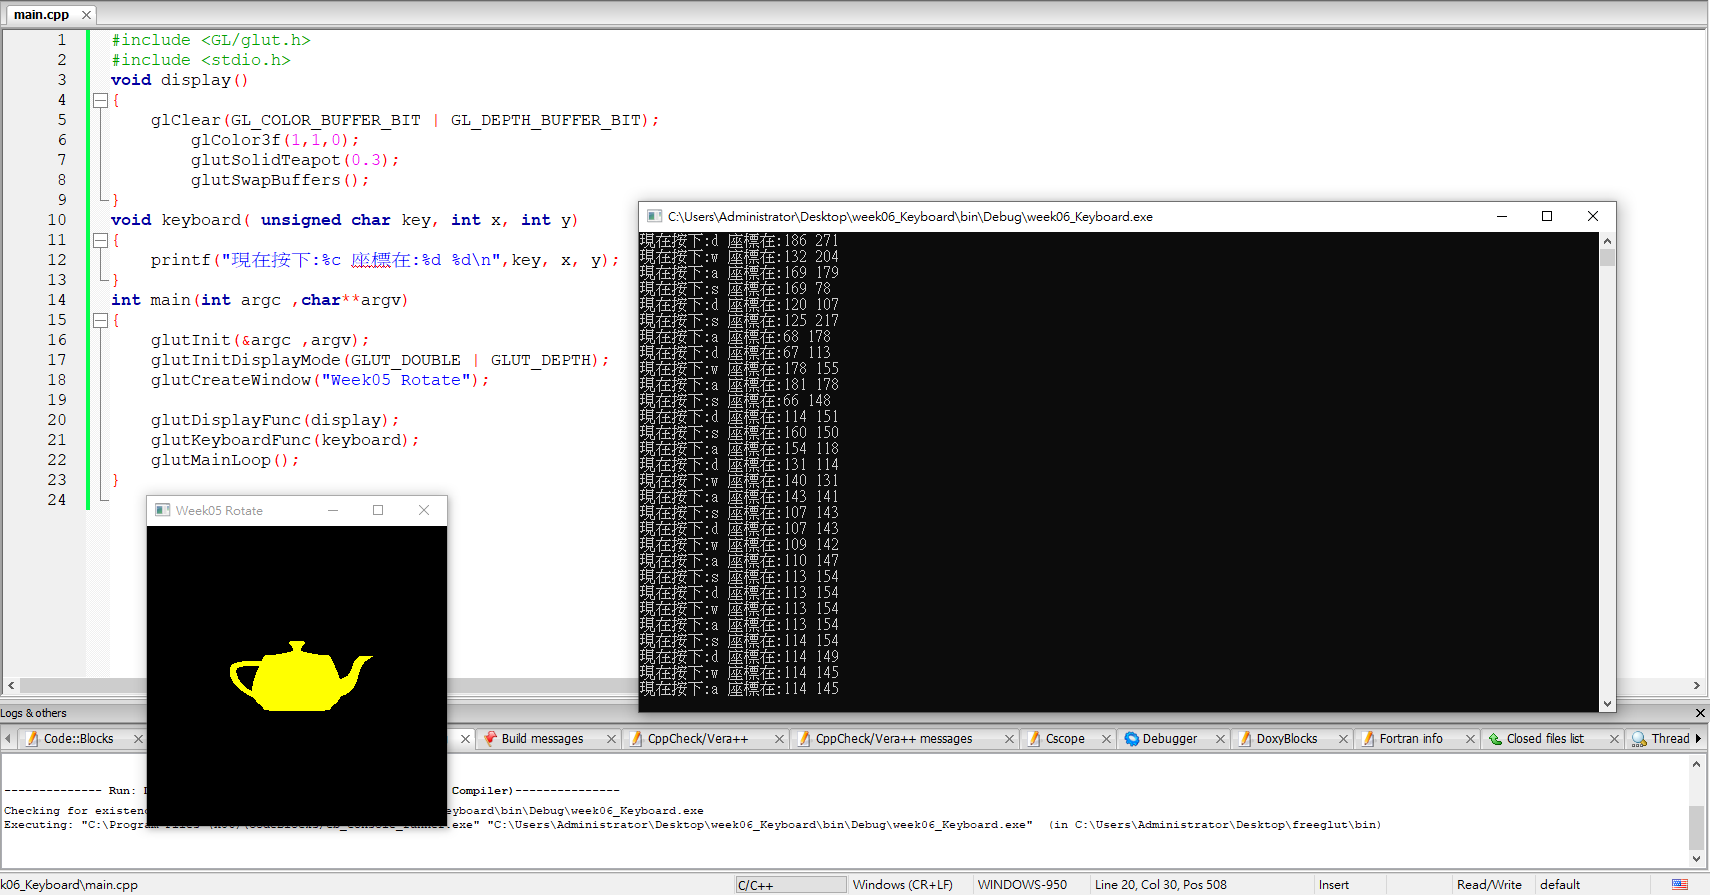 main.cpp
1 #include <GL/glut.h>
2 #include <stdio.h>
3 void display()
4 {
5 glClear(GL_COLOR_BUFFER_BIT | GL_DEPTH_BUFFER_BIT);
6 glColor3f(1,1,0);
7 glutSolidTeapot(0.3);
8 glutSwapBuffers();
9 }
10 void keyboard( unsigned char key, int x, int y)
11 {
12 printf("現在按下:%c 座標在:%d %d\n",key, x, y);
13 }
14 int main(int argc ,char**argv)
15 {
16 glutInit(&argc ,argv);
17 glutInitDisplayMode(GLUT_DOUBLE | GLUT_DEPTH);
18 glutCreateWindow("Week05 Rotate");
19
20 glutDisplayFunc(display);
21 glutKeyboardFunc(keyboard);
22 glutMainLoop();
23 }
24
C:\Users\Administrator\Desktop\week06_Keyboard\bin\Debug\week06_Keyboard.exe
現在按下:d 座標在:186 271
現在按下:w 座標在:132 204
現在按下:a 座標在:169 179
現在按下:s 座標在:169 78
現在按下:d 座標在:120 107
現在按下:s 座標在:125 217
現在按下:a 座標在:68 178
現在按下:d 座標在:67 113
現在按下:w 座標在:178 155
現在按下:a 座標在:181 178
現在按下:s 座標在:66 148
現在按下:d 座標在:114 151
現在按下:s 座標在:160 150
現在按下:a 座標在:154 118
現在按下:d 座標在:131 114
現在按下:w 座標在:140 131
現在按下:a 座標在:143 141
現在按下:s 座標在:107 143
現在按下:d 座標在:107 143
現在按下:w 座標在:109 142
現在按下:a 座標在:110 147
現在按下:s 座標在:113 154
現在按下:d 座標在:113 154
現在按下:w 座標在:113 154
現在按下:a 座標在:113 154
現在按下:s 座標在:114 154
現在按下:d 座標在:114 149
現在按下:w 座標在:114 145
現在按下:a 座標在:114 145
Week05 Rotate
Logs & others
Code::Blocks Build messages CppCheck/Vera++ CppCheck/Vera++ messages Cscope Debugger DoxyBlocks Fortran info Closed files list Thread
-------------- Run: Compiler)---------------
Checking for eyboard\bin\Debug\week06_Keyboard.exe
Executing: "C:\ "C:\Users\Administrator\Desktop\week06_Keyboard\bin\Debug\week06_Keyboard.exe" (in C:\Users\Administrator\Desktop\freeglut\bin)
k06_Keyboard\main.cpp C/C++ Windows (CR+LF) WINDOWS-950 Line 20, Col 30, Pos 508 Insert Read/Write default